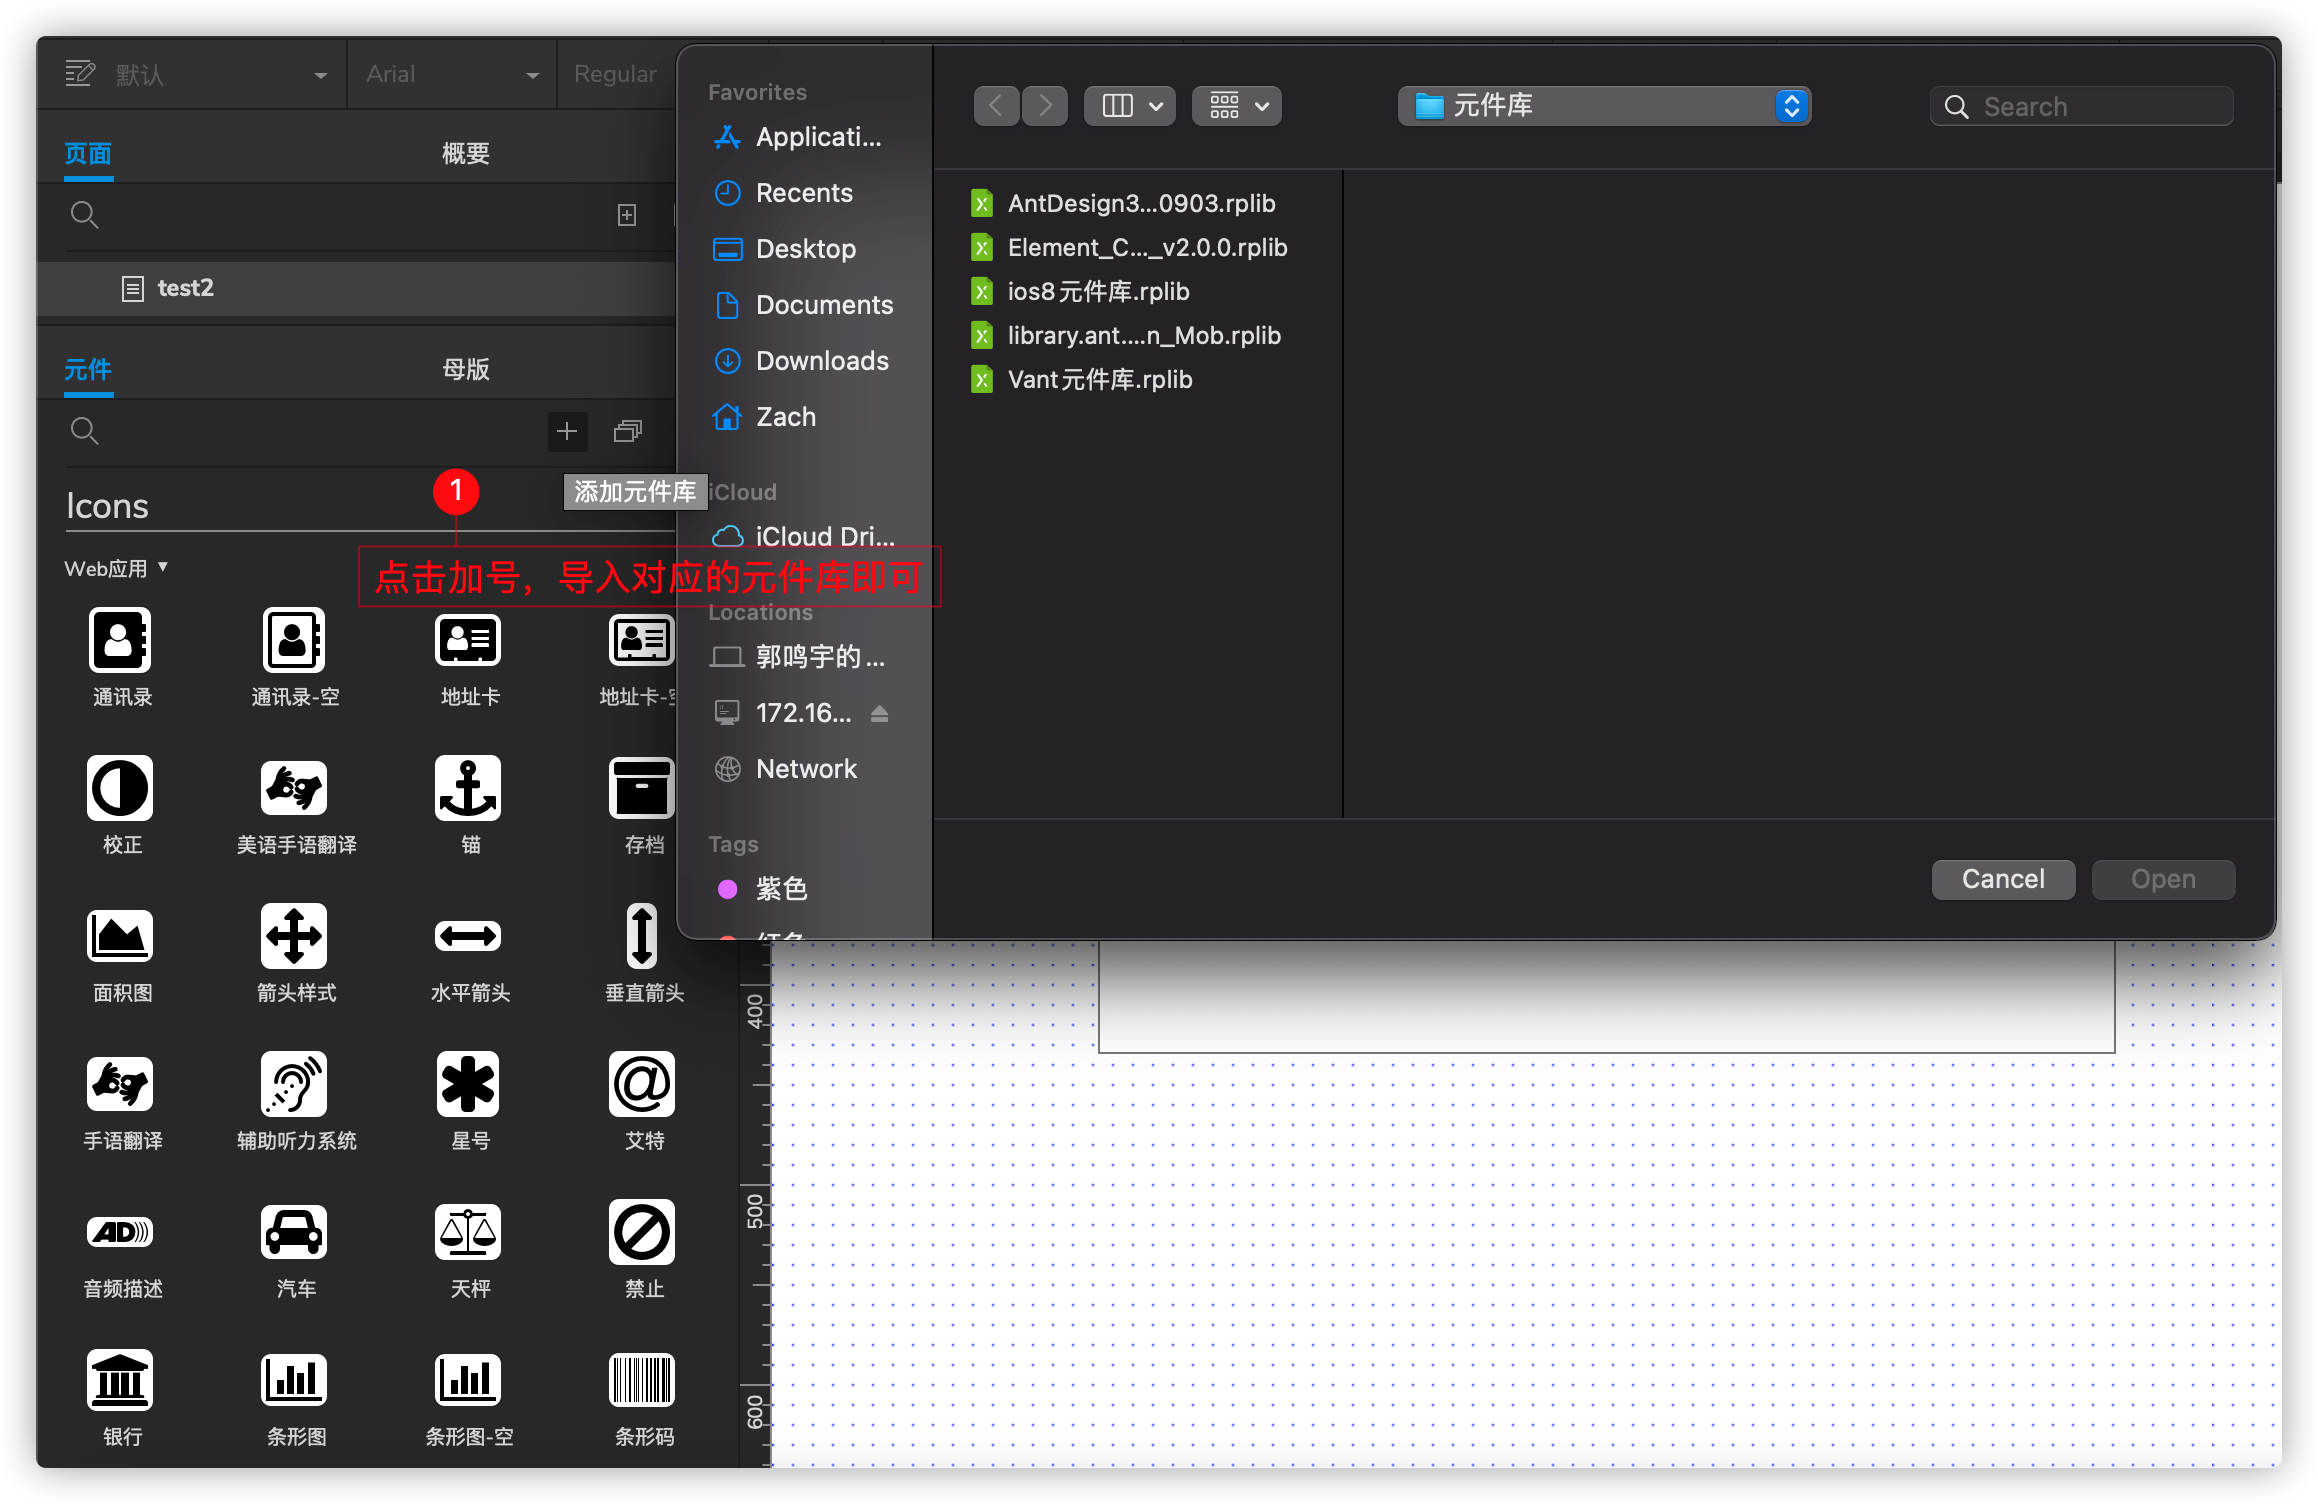 默认
Arial
Regular
页面
概要
test2
元件
母版
添加元件库
Icons
1
点击加号，导入对应的元件库即可
Web应用
通讯录
通讯录-空
地址卡
地址卡-空
校正
美语手语翻译
锚
存档
面积图
箭头样式
水平箭头
垂直箭头
手语翻译
辅助听力系统
星号
艾特
音频描述
汽车
天枰
禁止
银行
条形图
条形图-空
条形码
Favorites
Applicati...
Recents
Desktop
Documents
Downloads
Zach
iCloud
iCloud Dri...
Locations
郭鸣宇的...
172.16...
Network
Tags
紫色
红色
元件库
Search
AntDesign3...0903.rplib
Element_C..._v2.0.0.rplib
ios8元件库.rplib
library.ant....n_Mob.rplib
Vant元件库.rplib
Cancel
Open
400
500
600